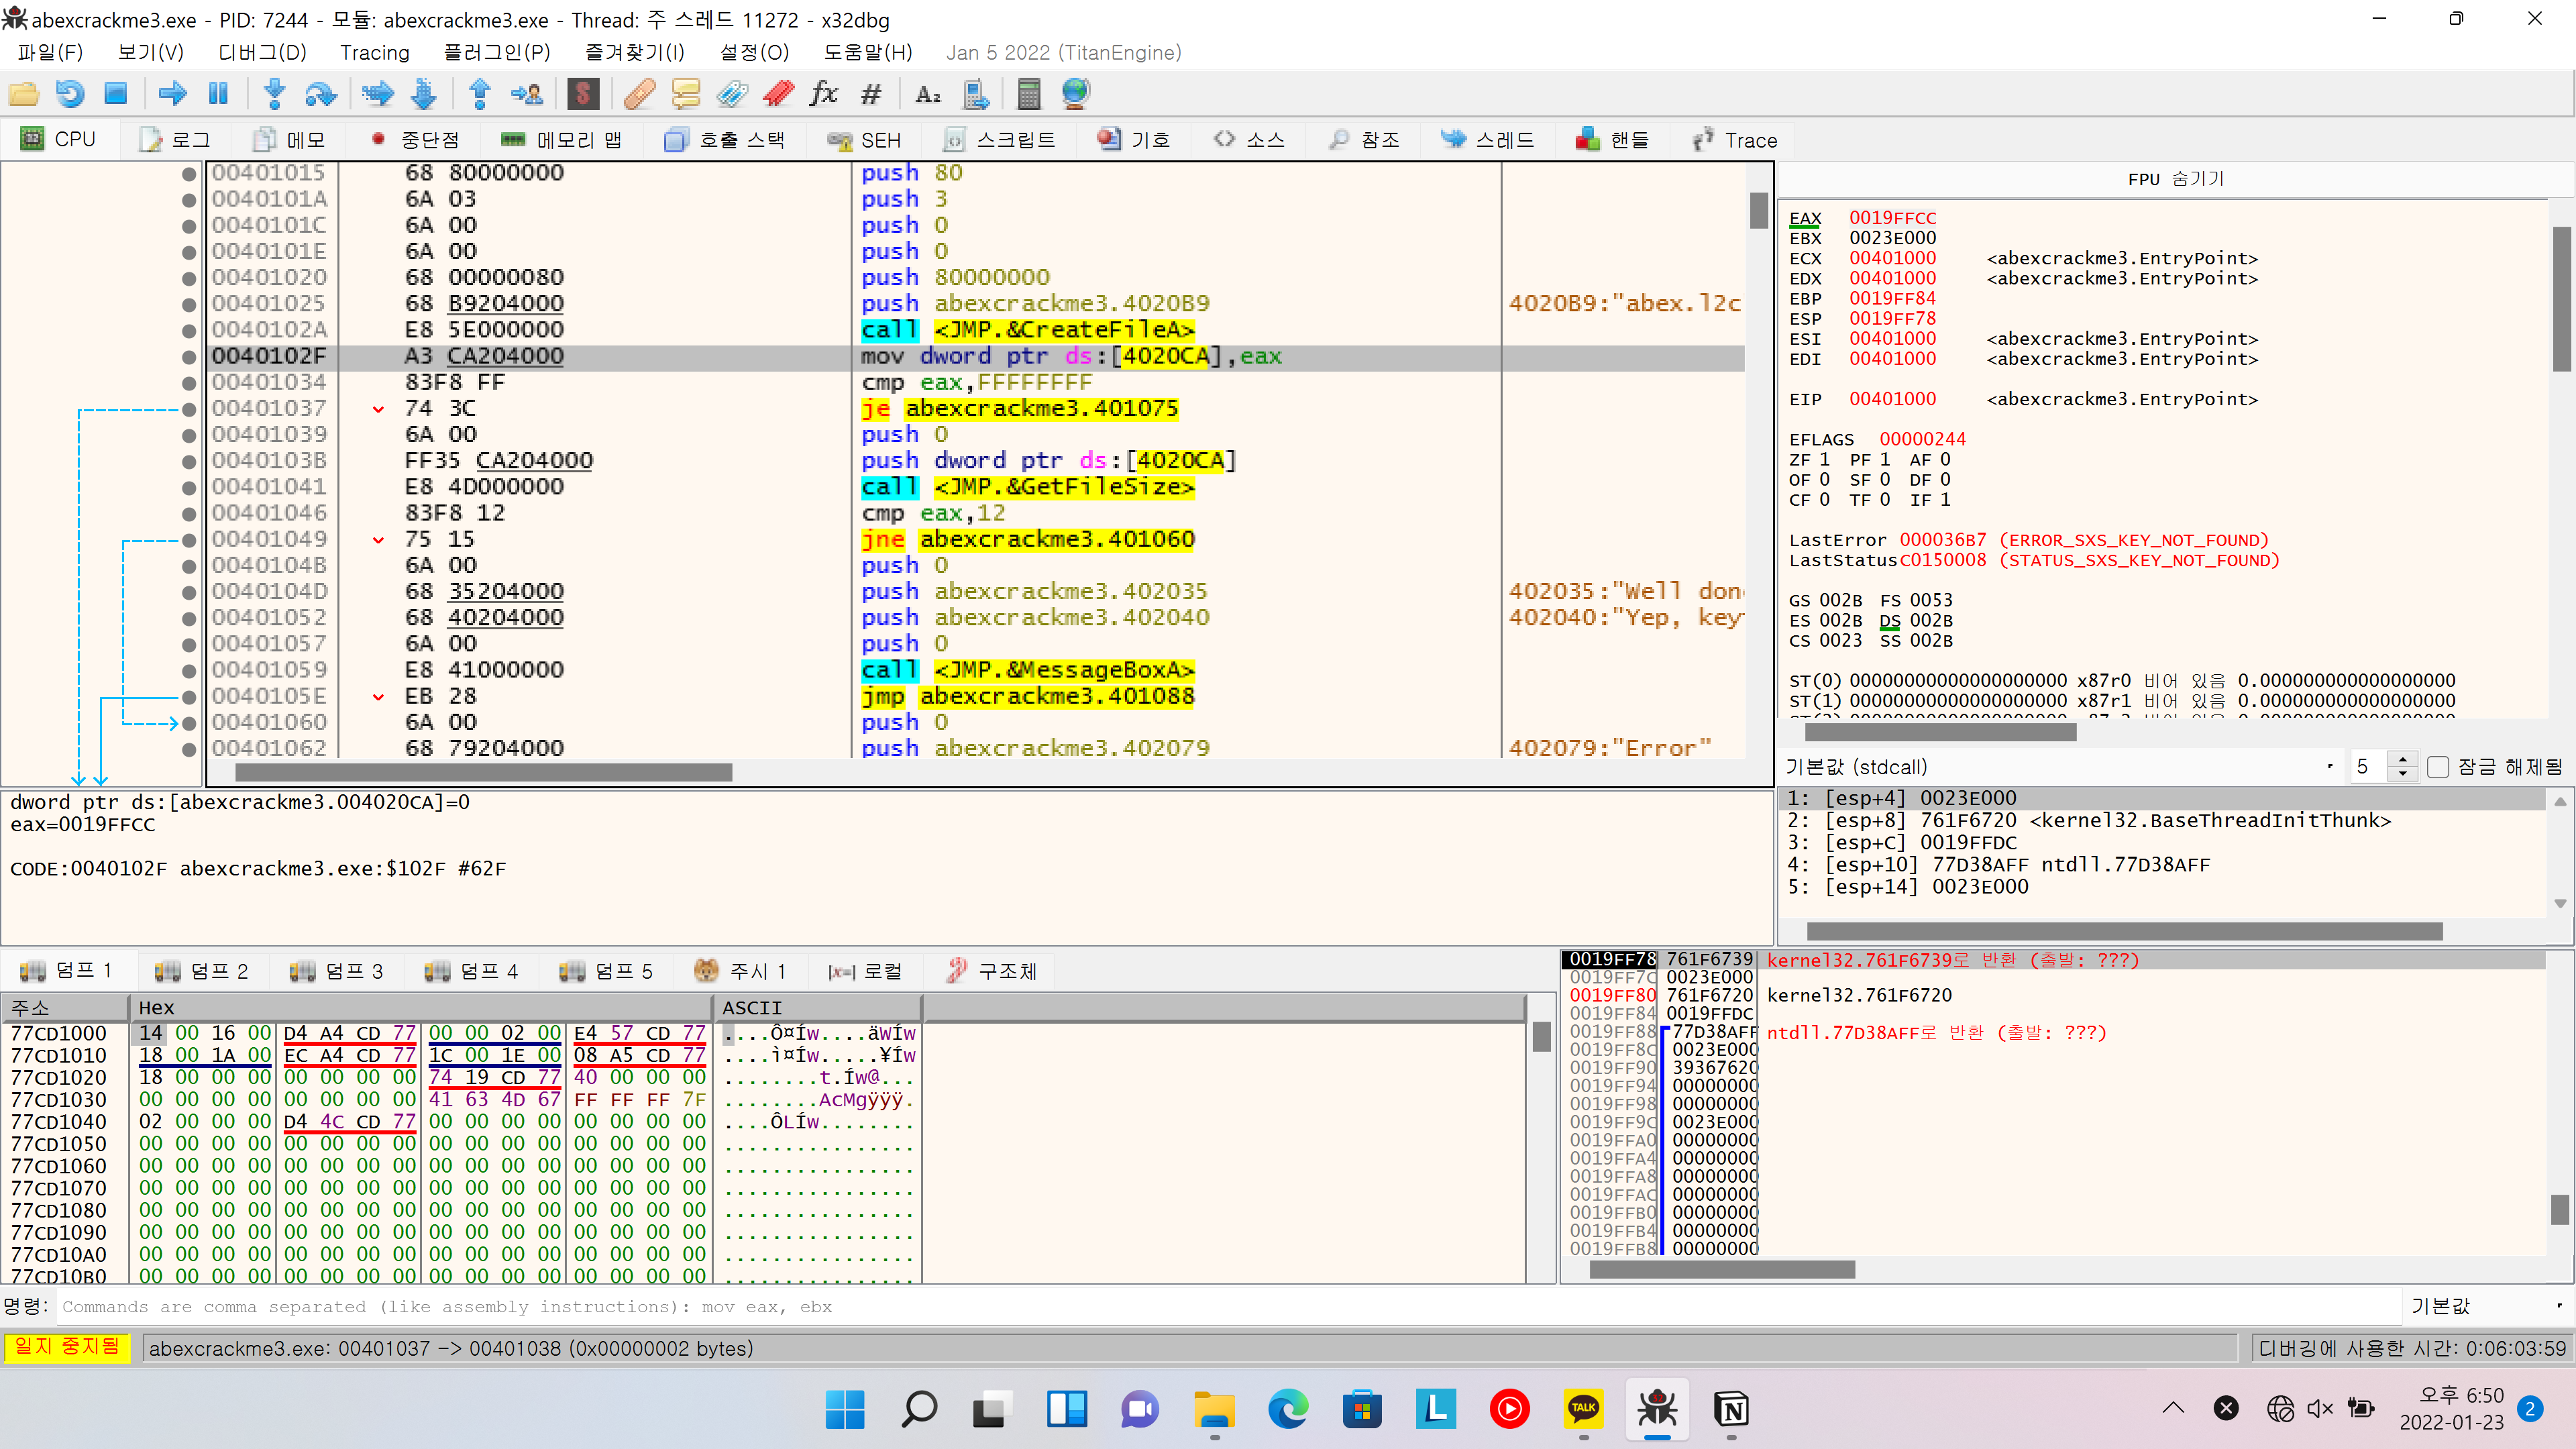 abexcrackme3.exe - PID: 7244 - 모듈: abexcrackme3.exe - Thread: 주 스레드 11272 - x32dbg
파일(F) 보기(V) 디버그(D) Tracing 플러그인(P) 즐겨찾기(I) 설정(O) 도움말(H) Jan 5 2022 (TitanEngine)
CPU 로그 메모 중단점 메모리 맵 호출 스택 SEH 스크립트 기호 소스 참조 스레드 핸들 Trace
00401015 68 80000000 push 80
0040101A 6A 03 push 3
0040101C 6A 00 push 0
0040101E 6A 00 push 0
00401020 68 00000080 push 80000000
00401025 68 B9204000 push abexcrackme3.4020B9 4020B9:"abex.l2c
0040102A E8 5E000000 call <JMP.&CreateFileA>
0040102F A3 CA204000 mov dword ptr ds:[4020CA],eax
00401034 83F8 FF cmp eax,FFFFFFFF
00401037 74 3C je abexcrackme3.401075
00401039 6A 00 push 0
0040103B FF35 CA204000 push dword ptr ds:[4020CA]
00401041 E8 4D000000 call <JMP.&GetFileSize>
00401046 83F8 12 cmp eax,12
00401049 75 15 jne abexcrackme3.401060
0040104B 6A 00 push 0
0040104D 68 35204000 push abexcrackme3.402035 402035:"Well don
00401052 68 40204000 push abexcrackme3.402040 402040:"Yep, key
00401057 6A 00 push 0
00401059 E8 41000000 call <JMP.&MessageBoxA>
0040105E EB 28 jmp abexcrackme3.401088
00401060 6A 00 push 0
00401062 68 79204000 push abexcrackme3.402079 402079:"Error"
FPU 숨기기
EAX 0019FFCC
EBX 0023E000
ECX 00401000 <abexcrackme3.EntryPoint>
EDX 00401000 <abexcrackme3.EntryPoint>
EBP 0019FF84
ESP 0019FF78
ESI 00401000 <abexcrackme3.EntryPoint>
EDI 00401000 <abexcrackme3.EntryPoint>
EIP 00401000 <abexcrackme3.EntryPoint>
EFLAGS 00000244
ZF 1 PF 1 AF 0
OF 0 SF 0 DF 0
CF 0 TF 0 IF 1
LastError 000036B7 (ERROR_SXS_KEY_NOT_FOUND)
LastStatus C0150008 (STATUS_SXS_KEY_NOT_FOUND)
GS 002B FS 0053
ES 002B DS 002B
CS 0023 SS 002B
ST(0) 00000000000000000000 x87r0 비어 있음 0.000000000000000000
ST(1) 00000000000000000000 x87r1 비어 있음 0.000000000000000000
기본값 (stdcall) 5 잠금 해제됨
1: [esp+4] 0023E000
2: [esp+8] 761F6720 <kernel32.BaseThreadInitThunk>
3: [esp+C] 0019FFDC
4: [esp+10] 77D38AFF ntdll.77D38AFF
5: [esp+14] 0023E000
dword ptr ds:[abexcrackme3.004020CA]=0
eax=0019FFCC
CODE:0040102F abexcrackme3.exe:$102F #62F
덤프 1 덤프 2 덤프 3 덤프 4 덤프 5 주시 1 [x=] 로컬 구조체
주소 Hex ASCII
77CD1000 14 00 16 00 D4 A4 CD 77 00 00 02 00 E4 57 CD 77 ....Ô¤Íw....äWÍw
77CD1010 18 00 1A 00 EC A4 CD 77 1C 00 1E 00 08 A5 CD 77 ....ì¤Íw.....¥Íw
77CD1020 18 00 00 00 00 00 00 00 74 19 CD 77 40 00 00 00 ........t.Íw@...
77CD1030 00 00 00 00 00 00 00 00 41 63 4D 67 FF FF FF 7F ........AcMgÿÿÿ.
77CD1040 02 00 00 00 D4 4C CD 77 00 00 00 00 00 00 00 00 ....ÔLÍw........
77CD1050 00 00 00 00 00 00 00 00 00 00 00 00 00 00 00 00 ................
77CD1060 00 00 00 00 00 00 00 00 00 00 00 00 00 00 00 00 ................
77CD1070 00 00 00 00 00 00 00 00 00 00 00 00 00 00 00 00 ................
77CD1080 00 00 00 00 00 00 00 00 00 00 00 00 00 00 00 00 ................
77CD1090 00 00 00 00 00 00 00 00 00 00 00 00 00 00 00 00 ................
77CD10A0 00 00 00 00 00 00 00 00 00 00 00 00 00 00 00 00 ................
77CD10B0 00 00 00 00 00 00 00 00 00 00 00 00 00 00 00 00 ................
0019FF78 761F6739 kernel32.761F6739로 반환 (출발: ???)
0019FF7C 0023E000
0019FF80 761F6720 kernel32.761F6720
0019FF84 0019FFDC
0019FF88 77D38AFF ntdll.77D38AFF로 반환 (출발: ???)
0019FF8C 0023E000
0019FF90 39367620
0019FF94 00000000
0019FF98 00000000
0019FF9C 0023E000
0019FFA0 00000000
0019FFA4 00000000
0019FFA8 00000000
0019FFAC 00000000
0019FFB0 00000000
0019FFB4 00000000
0019FFB8 00000000
명령: Commands are comma separated (like assembly instructions): mov eax, ebx 기본값
일지 중지됨 abexcrackme3.exe: 00401037 -> 00401038 (0x00000002 bytes) 디버깅에 사용한 시간: 0:06:03:59
TALK
오후 6:50
2022-01-23
2